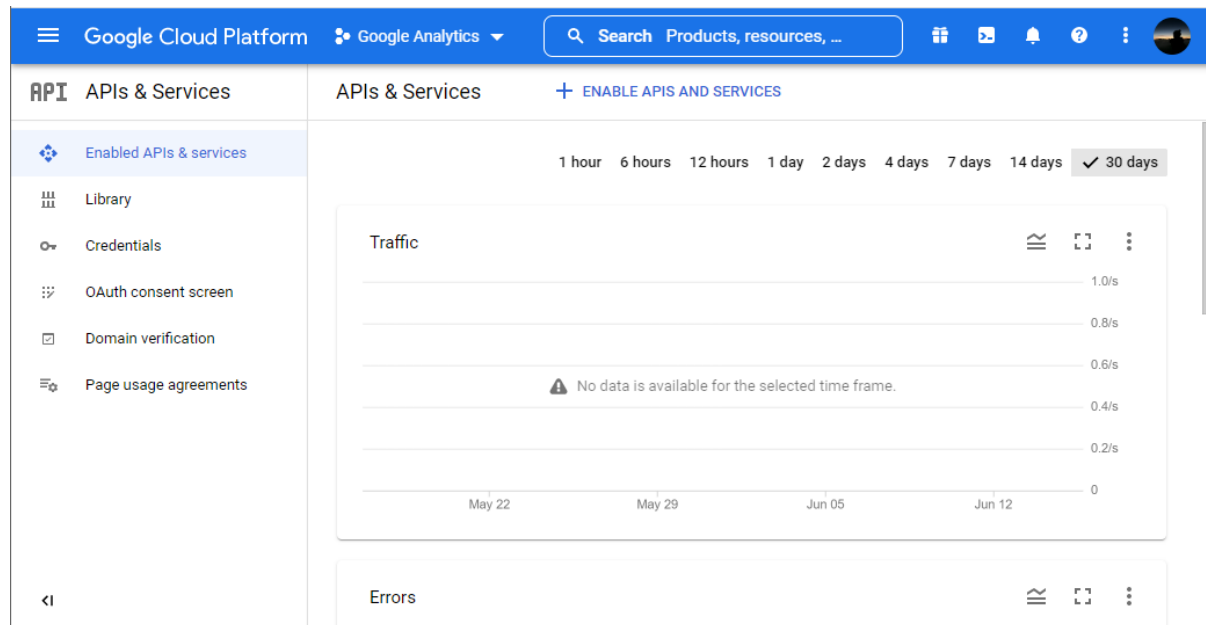 Google Cloud Platform Google Analytics Search Products, resources, ...
API APIs & Services
Enabled APIs & services
Library
Credentials
OAuth consent screen
Domain verification
Page usage agreements
APIs & Services + ENABLE APIS AND SERVICES
1 hour 6 hours 12 hours 1 day 2 days 4 days 7 days 14 days 30 days
Traffic
1.0/s
0.8/s
0.6/s
No data is available for the selected time frame.
0.4/s
0.2/s
0
May 22 May 29 Jun 05 Jun 12
Errors